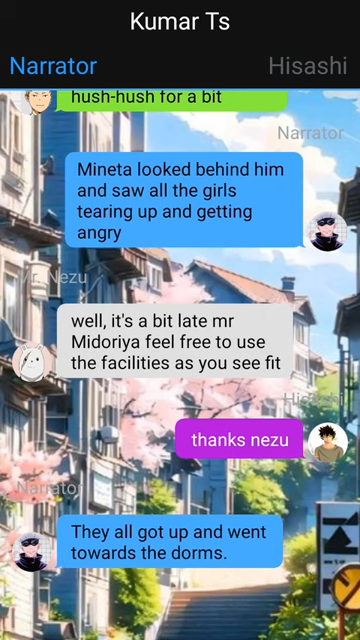 Kumar Ts
Narrator
Hisashi
hush-hush for a bit
Narrator
Mineta looked behind him
and saw all the girls
tearing up and getting
angry
Mr. Nezu
well, it's a bit late mr
Midoriya feel free to use
the facilities as you see fit
Hisashi
thanks nezu
Narrator
They all got up and went
towards the dorms.